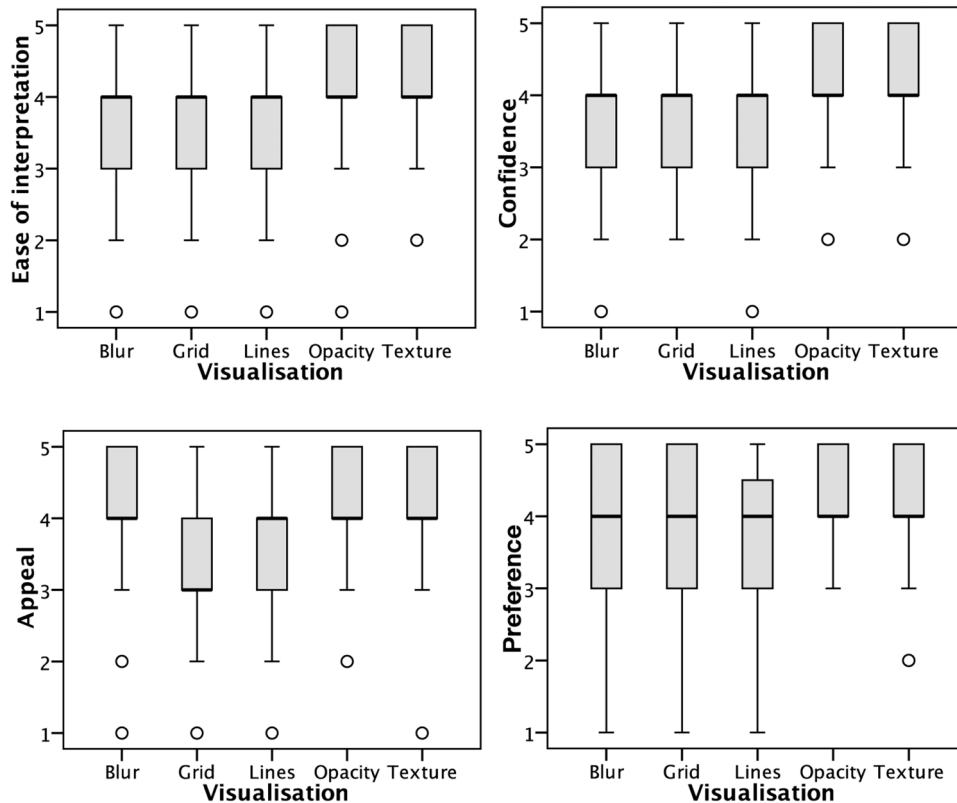 Ease of interpretation
5
4
3
2
1
Blur Grid Lines Opacity Texture
Visualisation
Confidence
5
4
3
2
1
Blur Grid Lines Opacity Texture
Visualisation
Appeal
5
4
3
2
1
Blur Grid Lines Opacity Texture
Visualisation
Preference
5
4
3
2
1
Blur Grid Lines Opacity Texture
Visualisation